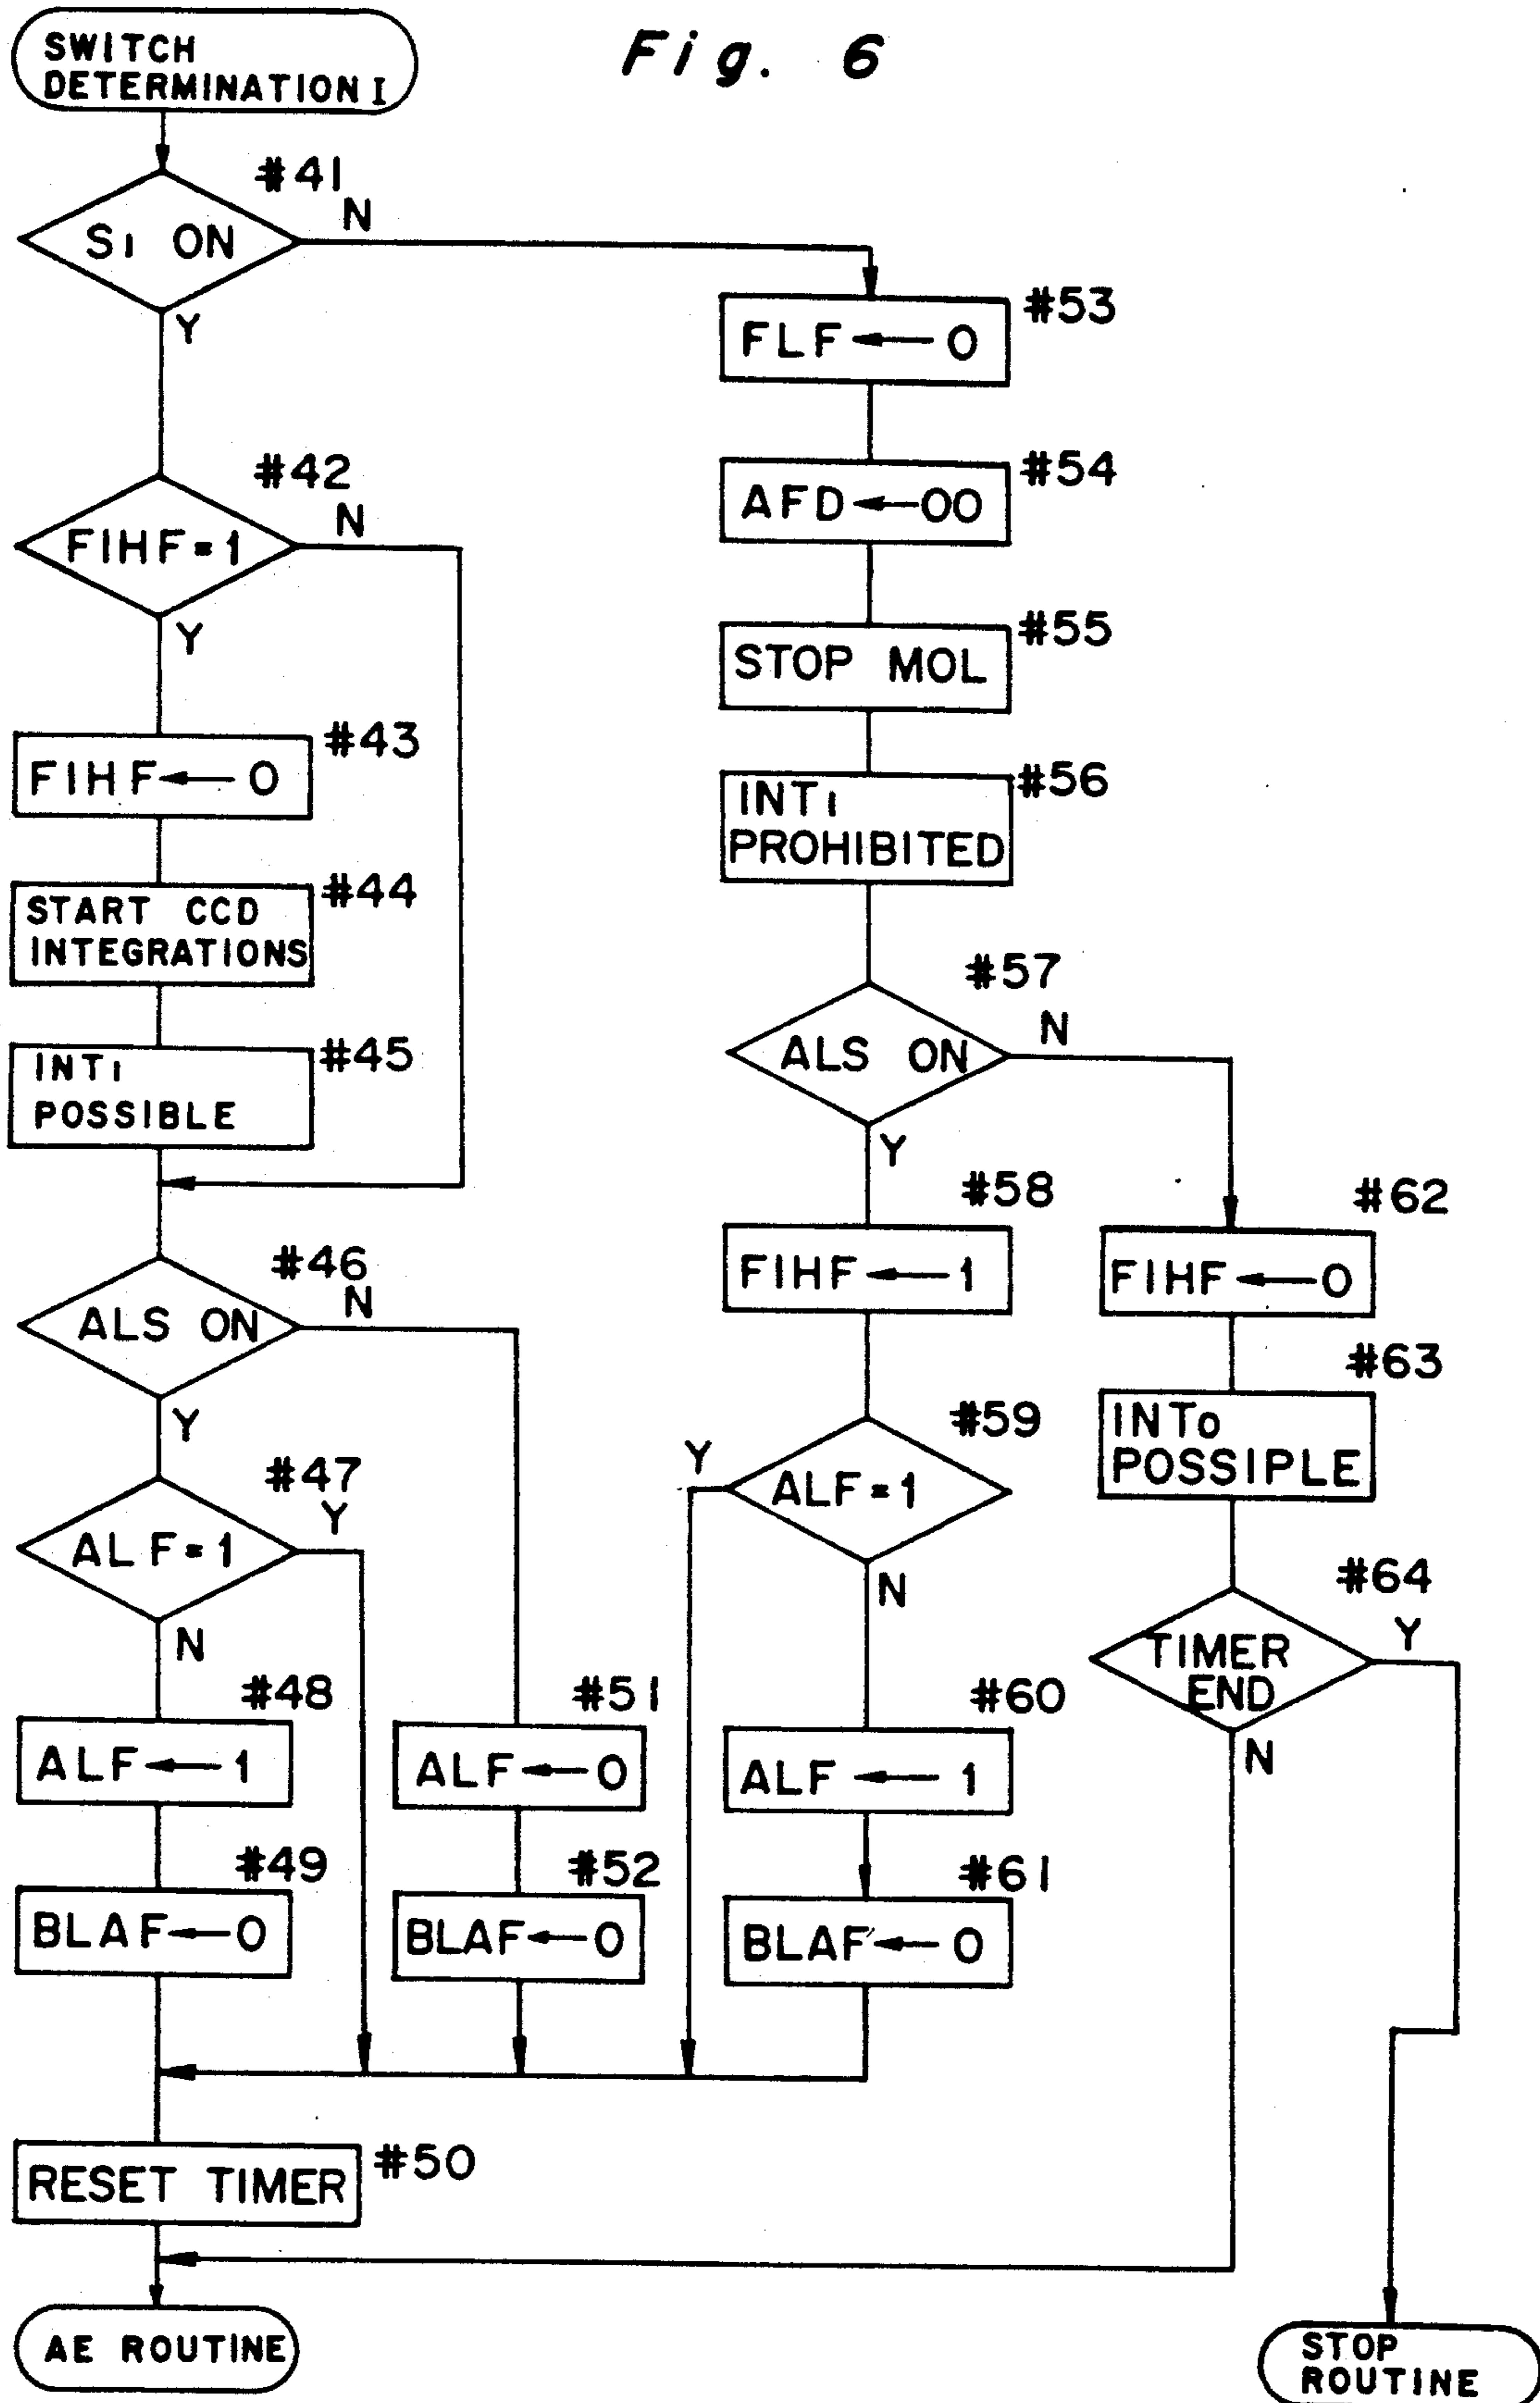 Fig. 6
SWITCH
DETERMINATION I
#41
S1 ON
N
Y
#42
FIHF=1
N
Y
#43
FIHF←0
#44
START CCD
INTEGRATIONS
#45
INT1
POSSIBLE
#46
ALS ON
N
Y
#47
ALF=1
Y
N
#48
ALF←1
#49
BLAF←0
#50
RESET TIMER
AE ROUTINE
#51
ALF←0
#52
BLAF←0
#53
FLF←0
#54
AFD←00
#55
STOP MOL
#56
INT1
PROHIBITED
#57
ALS ON
N
Y
#58
FIHF←1
#59
ALF=1
Y
N
#60
ALF←1
#61
BLAF←0
#62
FIHF←0
#63
INT0
POSSIPLE
#64
TIMER
END
Y
N
STOP
ROUTINE